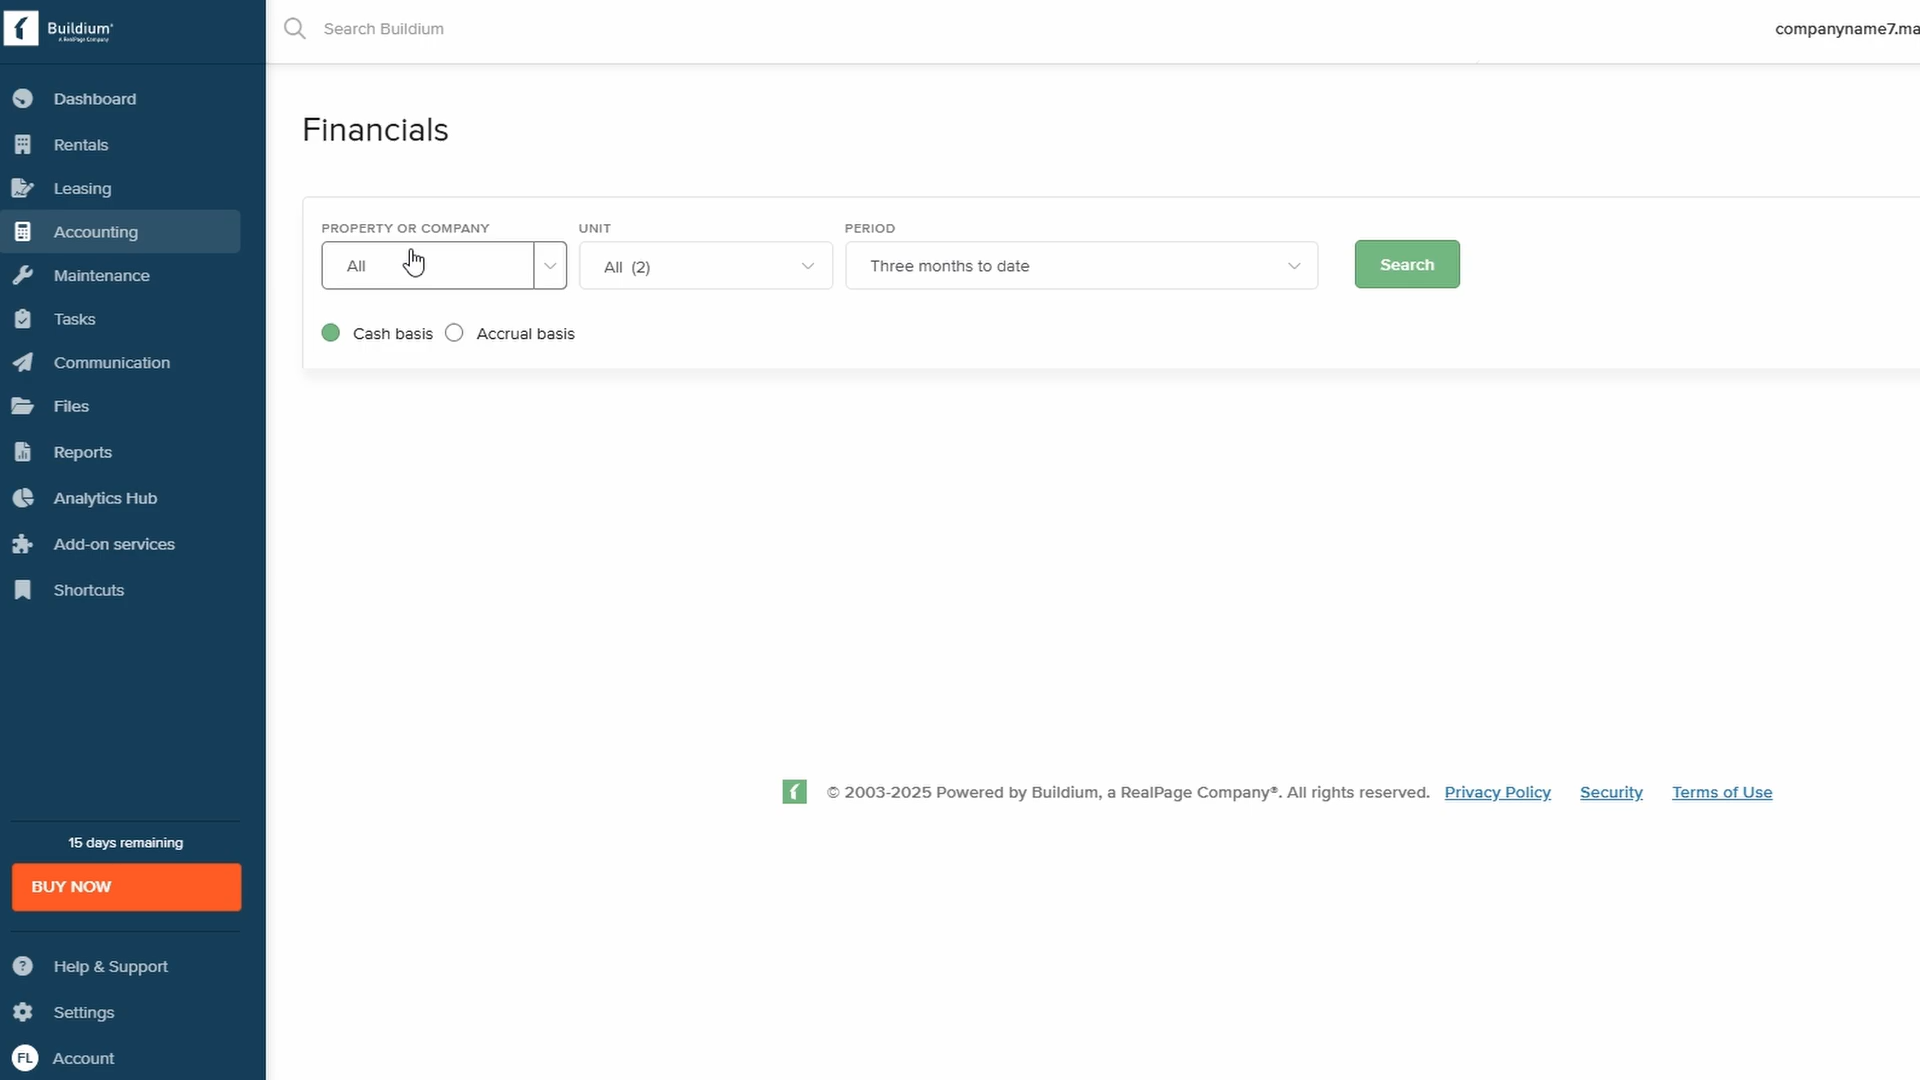 Buildium®
A RealPage Company
Search Buildium
companyname7.ma
Dashboard
Rentals
Leasing
Accounting
Maintenance
Tasks
Communication
Files
Reports
Analytics Hub
Add-on services
Shortcuts
15 days remaining
BUY NOW
Help & Support
Settings
FL Account
Financials
PROPERTY OR COMPANY UNIT PERIOD
All All (2) Three months to date Search
Cash basis Accrual basis
© 2003-2025 Powered by Buildium, a RealPage Company®. All rights reserved. Privacy Policy Security Terms of Use